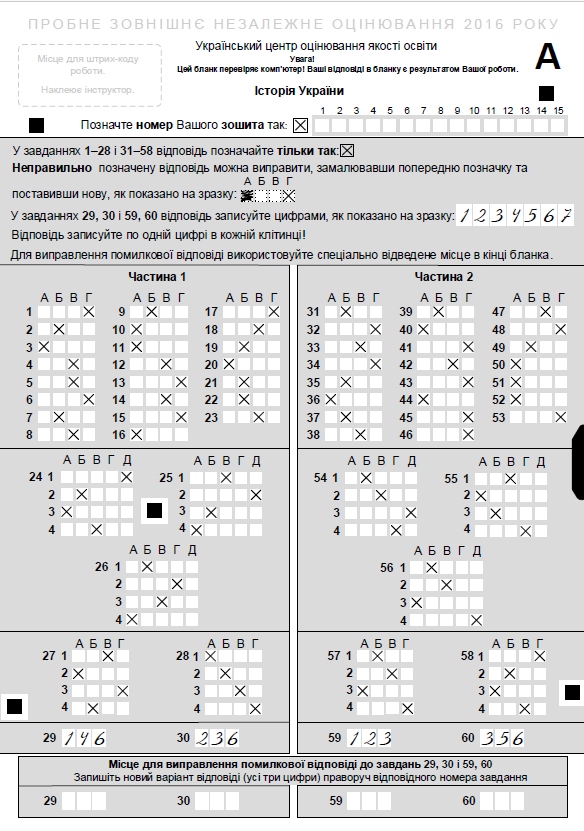 ПРОБНЕ ЗОВНІШНЄ НЕЗАЛЕЖНЕ ОЦІНЮВАННЯ 2016 РОКУ
Місце для штрих-коду
роботи.
Наклеює інструктор.
Український центр оцінювання якості освіти
Увага!
Цей бланк перевіряє комп'ютер! Ваші відповіді в бланку є результатом Вашої роботи.
А
Історія України
1 2 3 4 5 6 7 8 9 10 11 12 13 14 15
Позначте номер Вашого зошита так:
У завданнях 1–28 і 31–58 відповідь позначайте тільки так:
Неправильно позначену відповідь можна виправити, замалювавши попередню позначку та
поставивши нову, як показано на зразку:
А Б В Г
У завданнях 29, 30 і 59, 60 відповідь записуйте цифрами, як показано на зразку: 1 2 3 4 5 6 7
Відповідь записуйте по одній цифрі в кожній клітинці!
Для виправлення помилкової відповіді використовуйте спеціально відведене місце в кінці бланка.
Частина 1
А Б В Г А Б В Г А Б В Г
1 9 17
2 10 18
3 11 19
4 12 20
5 13 21
6 14 22
7 15 23
8 16
А Б В Г Д А Б В Г Д
24 1 25 1
2 2
3 3
4 4
А Б В Г Д
26 1
2
3
4
А Б В Г А Б В Г
27 1 28 1
2 2
3 3
4 4
29 1 4 6 30 2 3 6
Частина 2
А Б В Г А Б В Г А Б В Г
31 39 47
32 40 48
33 41 49
34 42 50
35 43 51
36 44 52
37 45 53
38 46
А Б В Г Д А Б В Г Д
54 1 55 1
2 2
3 3
4 4
А Б В Г Д
56 1
2
3
4
А Б В Г А Б В Г
57 1 58 1
2 2
3 3
4 4
59 1 2 3 60 3 5 6
Місце для виправлення помилкової відповіді до завдань 29, 30 і 59, 60
Запишіть новий варіант відповіді (усі три цифри) праворуч відповідного номера завдання
29 30 59 60